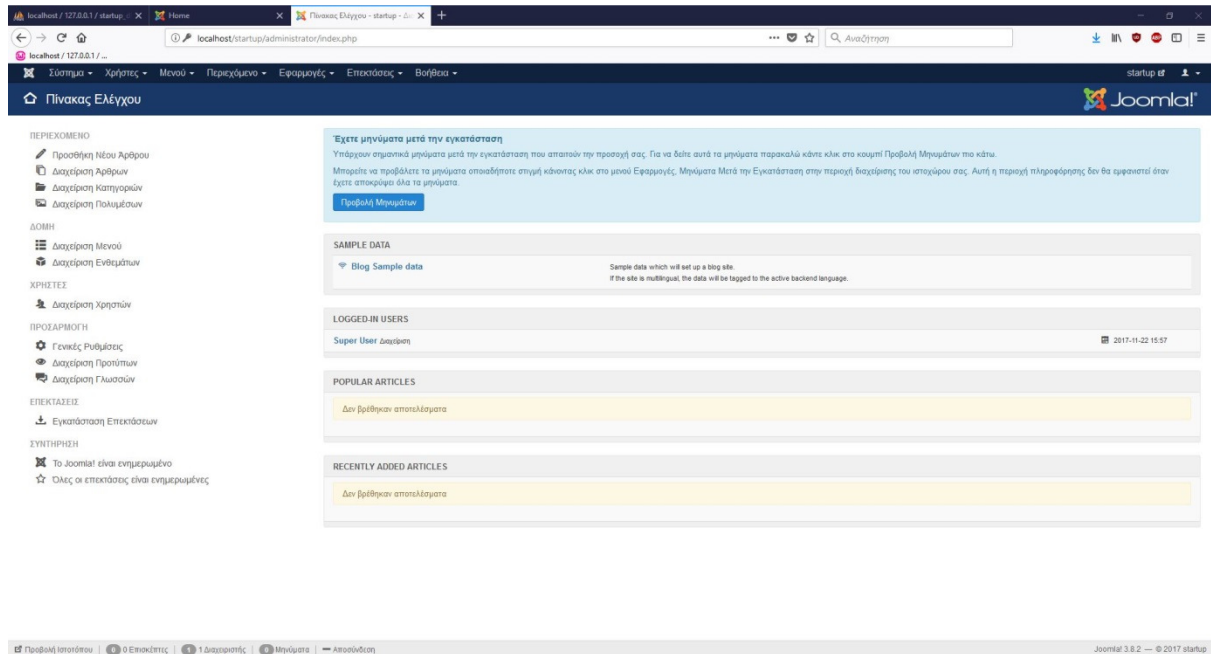 localhost / 127.0.0.1 / startup_
Home
Πίνακας Ελέγχου - startup -
localhost/startup/administrator/index.php
Αναζήτηση
localhost / 127.0.0.1 / ...
Σύστημα Χρήστες Μενού Περιεχόμενο Εφαρμογές Επεκτάσεις Βοήθεια
startup
Πίνακας Ελέγχου
Joomla!®
ΠΕΡΙΕΧΟΜΕΝΟ
Προσθήκη Νέου Άρθρου
Διαχείριση Άρθρων
Διαχείριση Κατηγοριών
Διαχείριση Πολυμέσων
ΔΟΜΗ
Διαχείριση Μενού
Διαχείριση Ενθεμάτων
ΧΡΗΣΤΕΣ
Διαχείριση Χρηστών
ΠΡΟΣΑΡΜΟΓΗ
Γενικές Ρυθμίσεις
Διαχείριση Προτύπων
Διαχείριση Γλωσσών
ΕΠΕΚΤΑΣΕΙΣ
Εγκατάσταση Επεκτάσεων
ΣΥΝΤΗΡΗΣΗ
Το Joomla! είναι ενημερωμένο
Όλες οι επεκτάσεις είναι ενημερωμένες
Έχετε μηνύματα μετά την εγκατάσταση
Υπάρχουν σημαντικά μηνύματα μετά την εγκατάσταση που απαιτούν την προσοχή σας. Για να δείτε αυτά τα μηνύματα παρακαλώ κάντε κλικ στο κουμπί Προβολή Μηνυμάτων πιο κάτω.
Μπορείτε να προβάλετε τα μηνύματα οποιαδήποτε στιγμή κάνοντας κλικ στο μενού Εφαρμογές, Μηνύματα Μετά την Εγκατάσταση στην περιοχή διαχείρισης του ιστοχώρου σας. Αυτή η περιοχή πληροφόρησης δεν θα εμφανιστεί όταν
έχετε αποκρύψει όλα τα μηνύματα.
Προβολή Μηνυμάτων
SAMPLE DATA
Blog Sample data
Sample data which will set up a blog site.
If the site is multilingual, the data will be tagged to the active backend language.
LOGGED-IN USERS
Super User Διαχείριση
2017-11-22 15:57
POPULAR ARTICLES
Δεν βρέθηκαν αποτελέσματα
RECENTLY ADDED ARTICLES
Δεν βρέθηκαν αποτελέσματα
Προβολή Ιστοτόπου | 0 0 Επισκέπτες | 1 1 Διαχειριστής | 0 Μηνύματα | Αποσύνδεση
Joomla! 3.8.2 — © 2017 startup